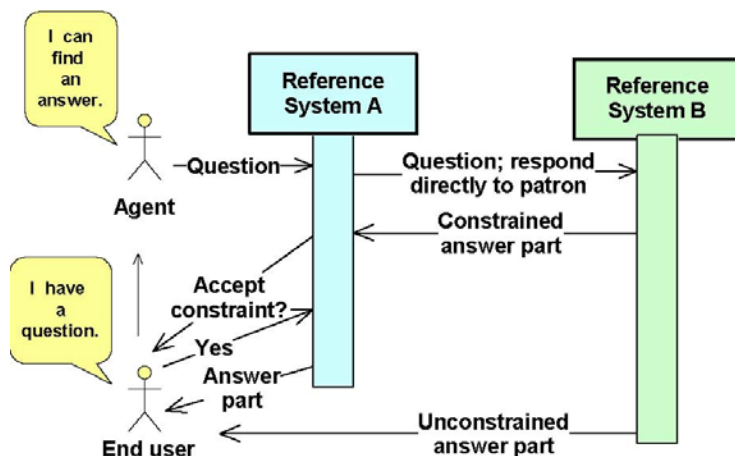 I can
find
an
answer.
Reference
System A
Reference
System B
Question
Question; respond
directly to patron
Agent
Constrained
answer part
Accept
constraint?
I have
a
question.
Yes
Answer
part
Unconstrained
answer part
End user